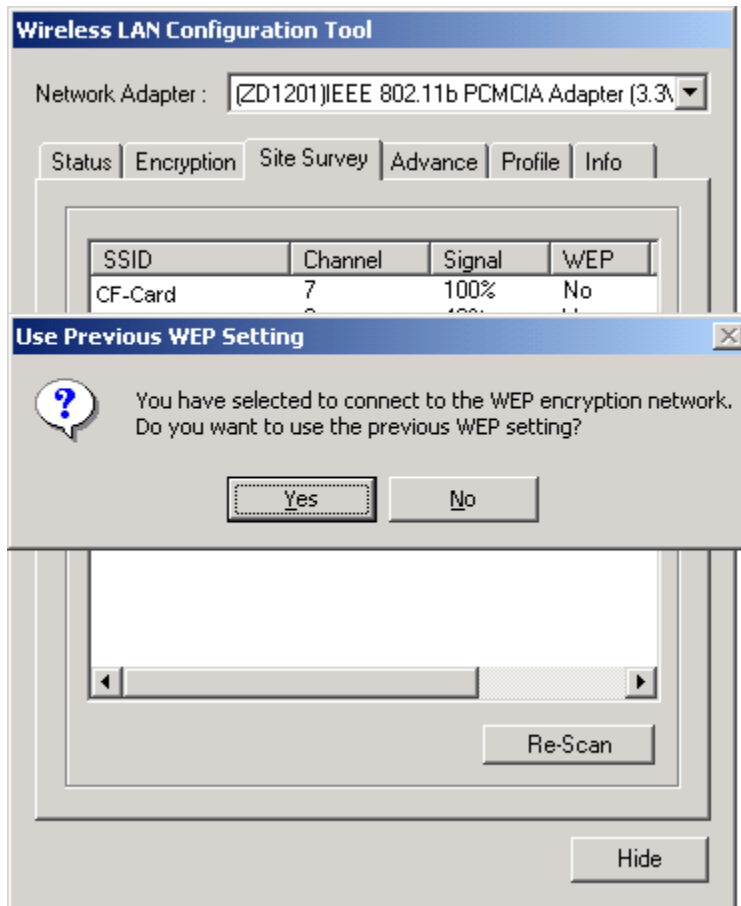 Wireless LAN Configuration Tool
Network Adapter : (ZD1201)IEEE 802.11b PCMCIA Adapter (3.3
Status Encryption Site Survey Advance Profile Info
SSID Channel Signal WEP
CF-Card 7 100% No
Use Previous WEP Setting
You have selected to connect to the WEP encryption network.
Do you want to use the previous WEP setting?
Yes No
Re-Scan
Hide